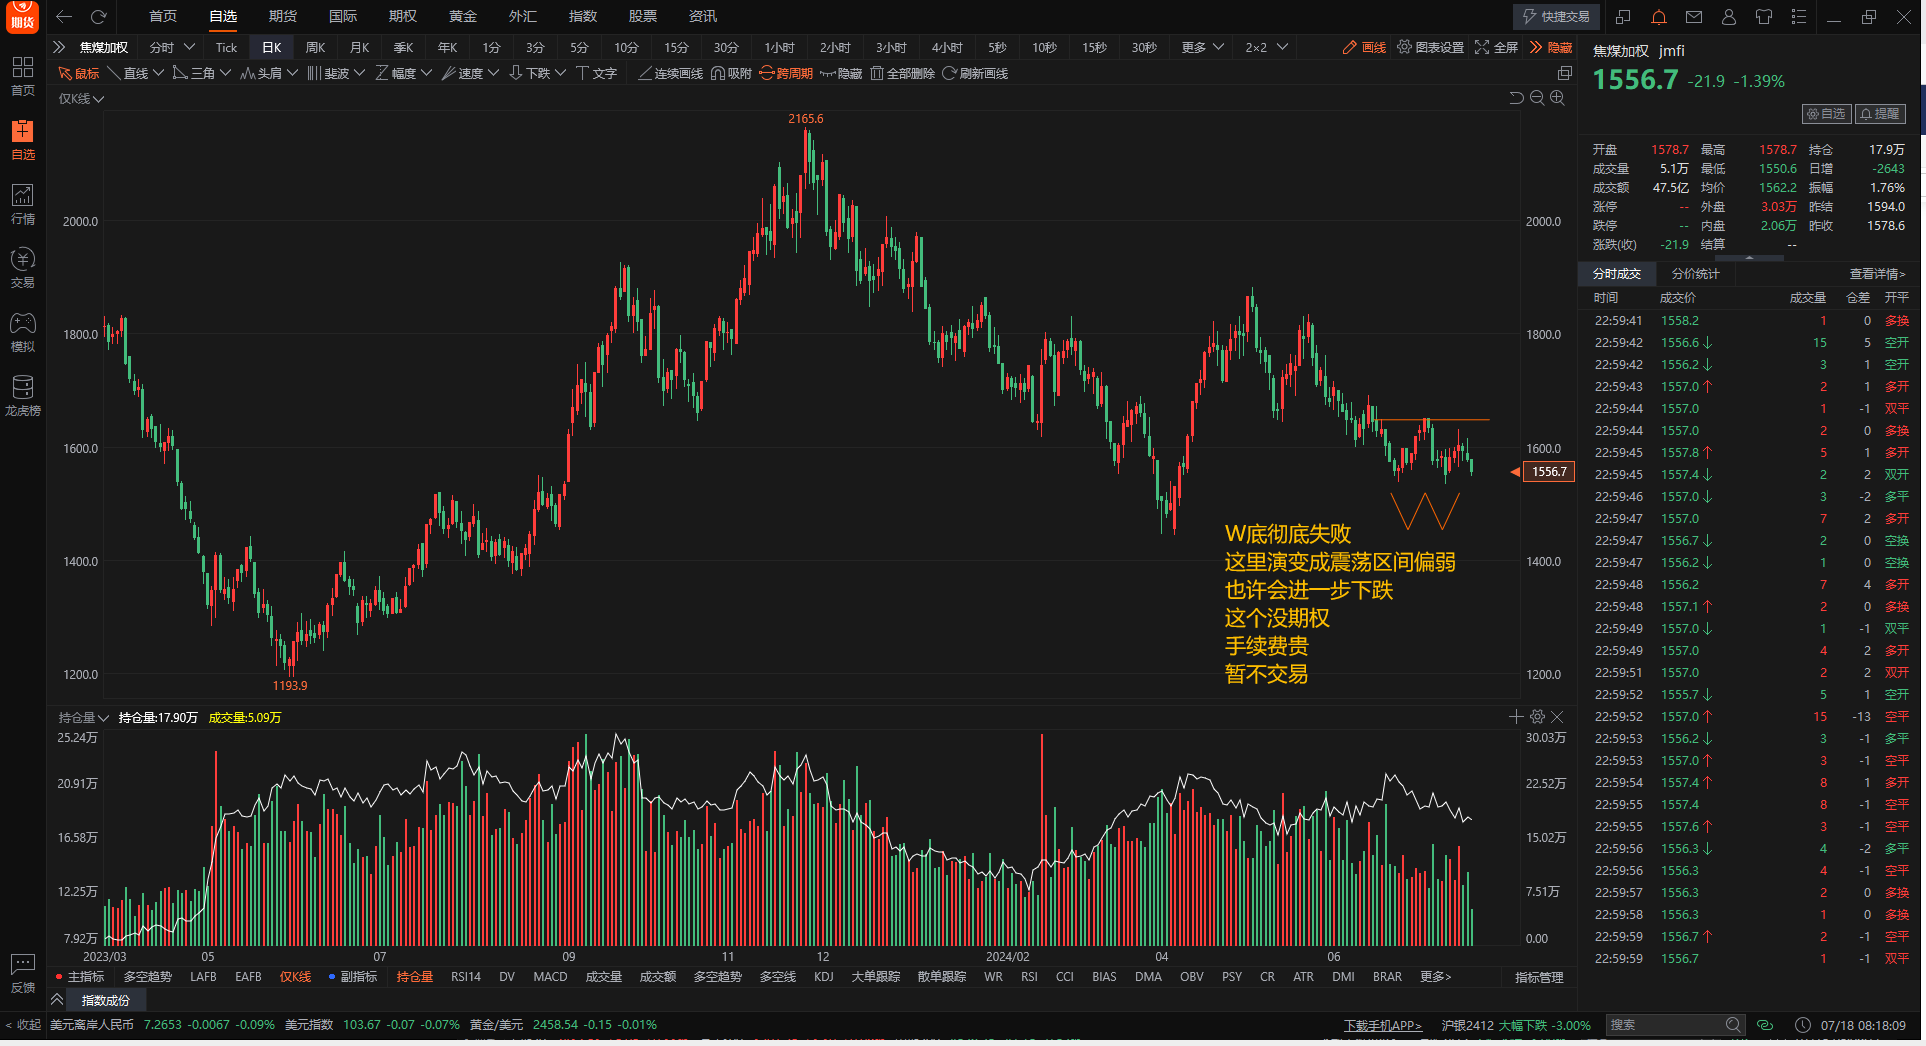 期货
首页 自选 期货 国际 期权 黄金 外汇 指数 股票 资讯 快捷交易
焦煤加权 分时 Tick 日K 周K 月K 季K 年K 1分 3分 5分 10分 15分 30分 1小时 2小时 3小时 4小时 5秒 10秒 15秒 30秒 更多 2×2 画线 图表设置 全屏 隐藏
鼠标 直线 三角 头肩 斐波 幅度 速度 下跌 文字 连续画线 吸附 跨周期 隐藏 全部删除 刷新画线
首页
自选
行情
交易
模拟
龙虎榜
反馈
< 收起
仅K线
2165.6
2000.0 2000.0
1800.0 1800.0
1600.0 1600.0
1556.7
1400.0 1400.0
1200.0 1200.0
1193.9
W底彻底失败
这里演变成震荡区间偏弱
也许会进一步下跌
这个没期权
手续费贵
暂不交易
持仓量 持仓量:17.90万 成交量:5.09万
25.24万 30.03万
20.91万 22.52万
16.58万 15.02万
12.25万 7.51万
7.92万 0.00
2023/03 05 07 09 11 12 2024/02 04 06
主指标 多空趋势 LAFB EAFB 仅K线 副指标 持仓量 RSI14 DV MACD 成交量 成交额 多空趋势 多空线 KDJ 大单跟踪 散单跟踪 WR RSI CCI BIAS DMA OBV PSY CR ATR DMI BRAR 更多> 指标管理
指数成份
焦煤加权 jmfi
1556.7 -21.9 -1.39%
自选 提醒
开盘 1578.7 最高 1578.7 持仓 17.9万
成交量 5.1万 最低 1550.6 日增 -2643
成交额 47.5亿 均价 1562.2 振幅 1.76%
涨停 -- 外盘 3.03万 昨结 1594.0
跌停 -- 内盘 2.06万 昨收 1578.6
涨跌(收) -21.9 结算 --
分时成交 分价统计 查看详情>
时间 成交价 成交量 仓差 开平
22:59:41 1558.2 1 0 多换
22:59:42 1556.6↓ 15 5 空开
22:59:42 1556.2↓ 3 1 空开
22:59:43 1557.0↑ 2 1 多开
22:59:44 1557.0 1 -1 双平
22:59:44 1557.0 2 0 多换
22:59:45 1557.8↑ 5 1 多开
22:59:45 1557.4↓ 2 2 双开
22:59:46 1557.0↓ 3 -2 多平
22:59:47 1557.0 7 2 多开
22:59:47 1556.7↓ 2 0 空换
22:59:47 1556.2↓ 1 0 空换
22:59:48 1556.2 7 4 多开
22:59:48 1557.1↑ 2 0 多换
22:59:49 1557.0↓ 1 -1 双平
22:59:49 1557.0 4 2 多开
22:59:51 1557.0 2 2 双开
22:59:52 1555.7↓ 5 1 空开
22:59:52 1557.0↑ 15 -13 空平
22:59:53 1556.2↓ 3 -1 多平
22:59:53 1557.0↑ 3 -1 空平
22:59:54 1557.4↑ 8 1 多开
22:59:55 1557.4 8 -1 空平
22:59:55 1557.6↑ 3 -1 空平
22:59:56 1556.3↓ 4 -2 多平
22:59:56 1556.3 4 -1 空平
22:59:57 1556.3 2 0 多换
22:59:58 1556.3 1 0 多换
22:59:59 1556.7↑ 2 -1 空平
22:59:59 1556.7 1 -1 双平
美元离岸人民币 7.2653 -0.0067 -0.09% 美元指数 103.67 -0.07 -0.07% 黄金/美元 2458.54 -0.15 -0.01% 下载手机APP> 沪银2412 大幅下跌 -3.00% 搜索 07/18 08:18:09